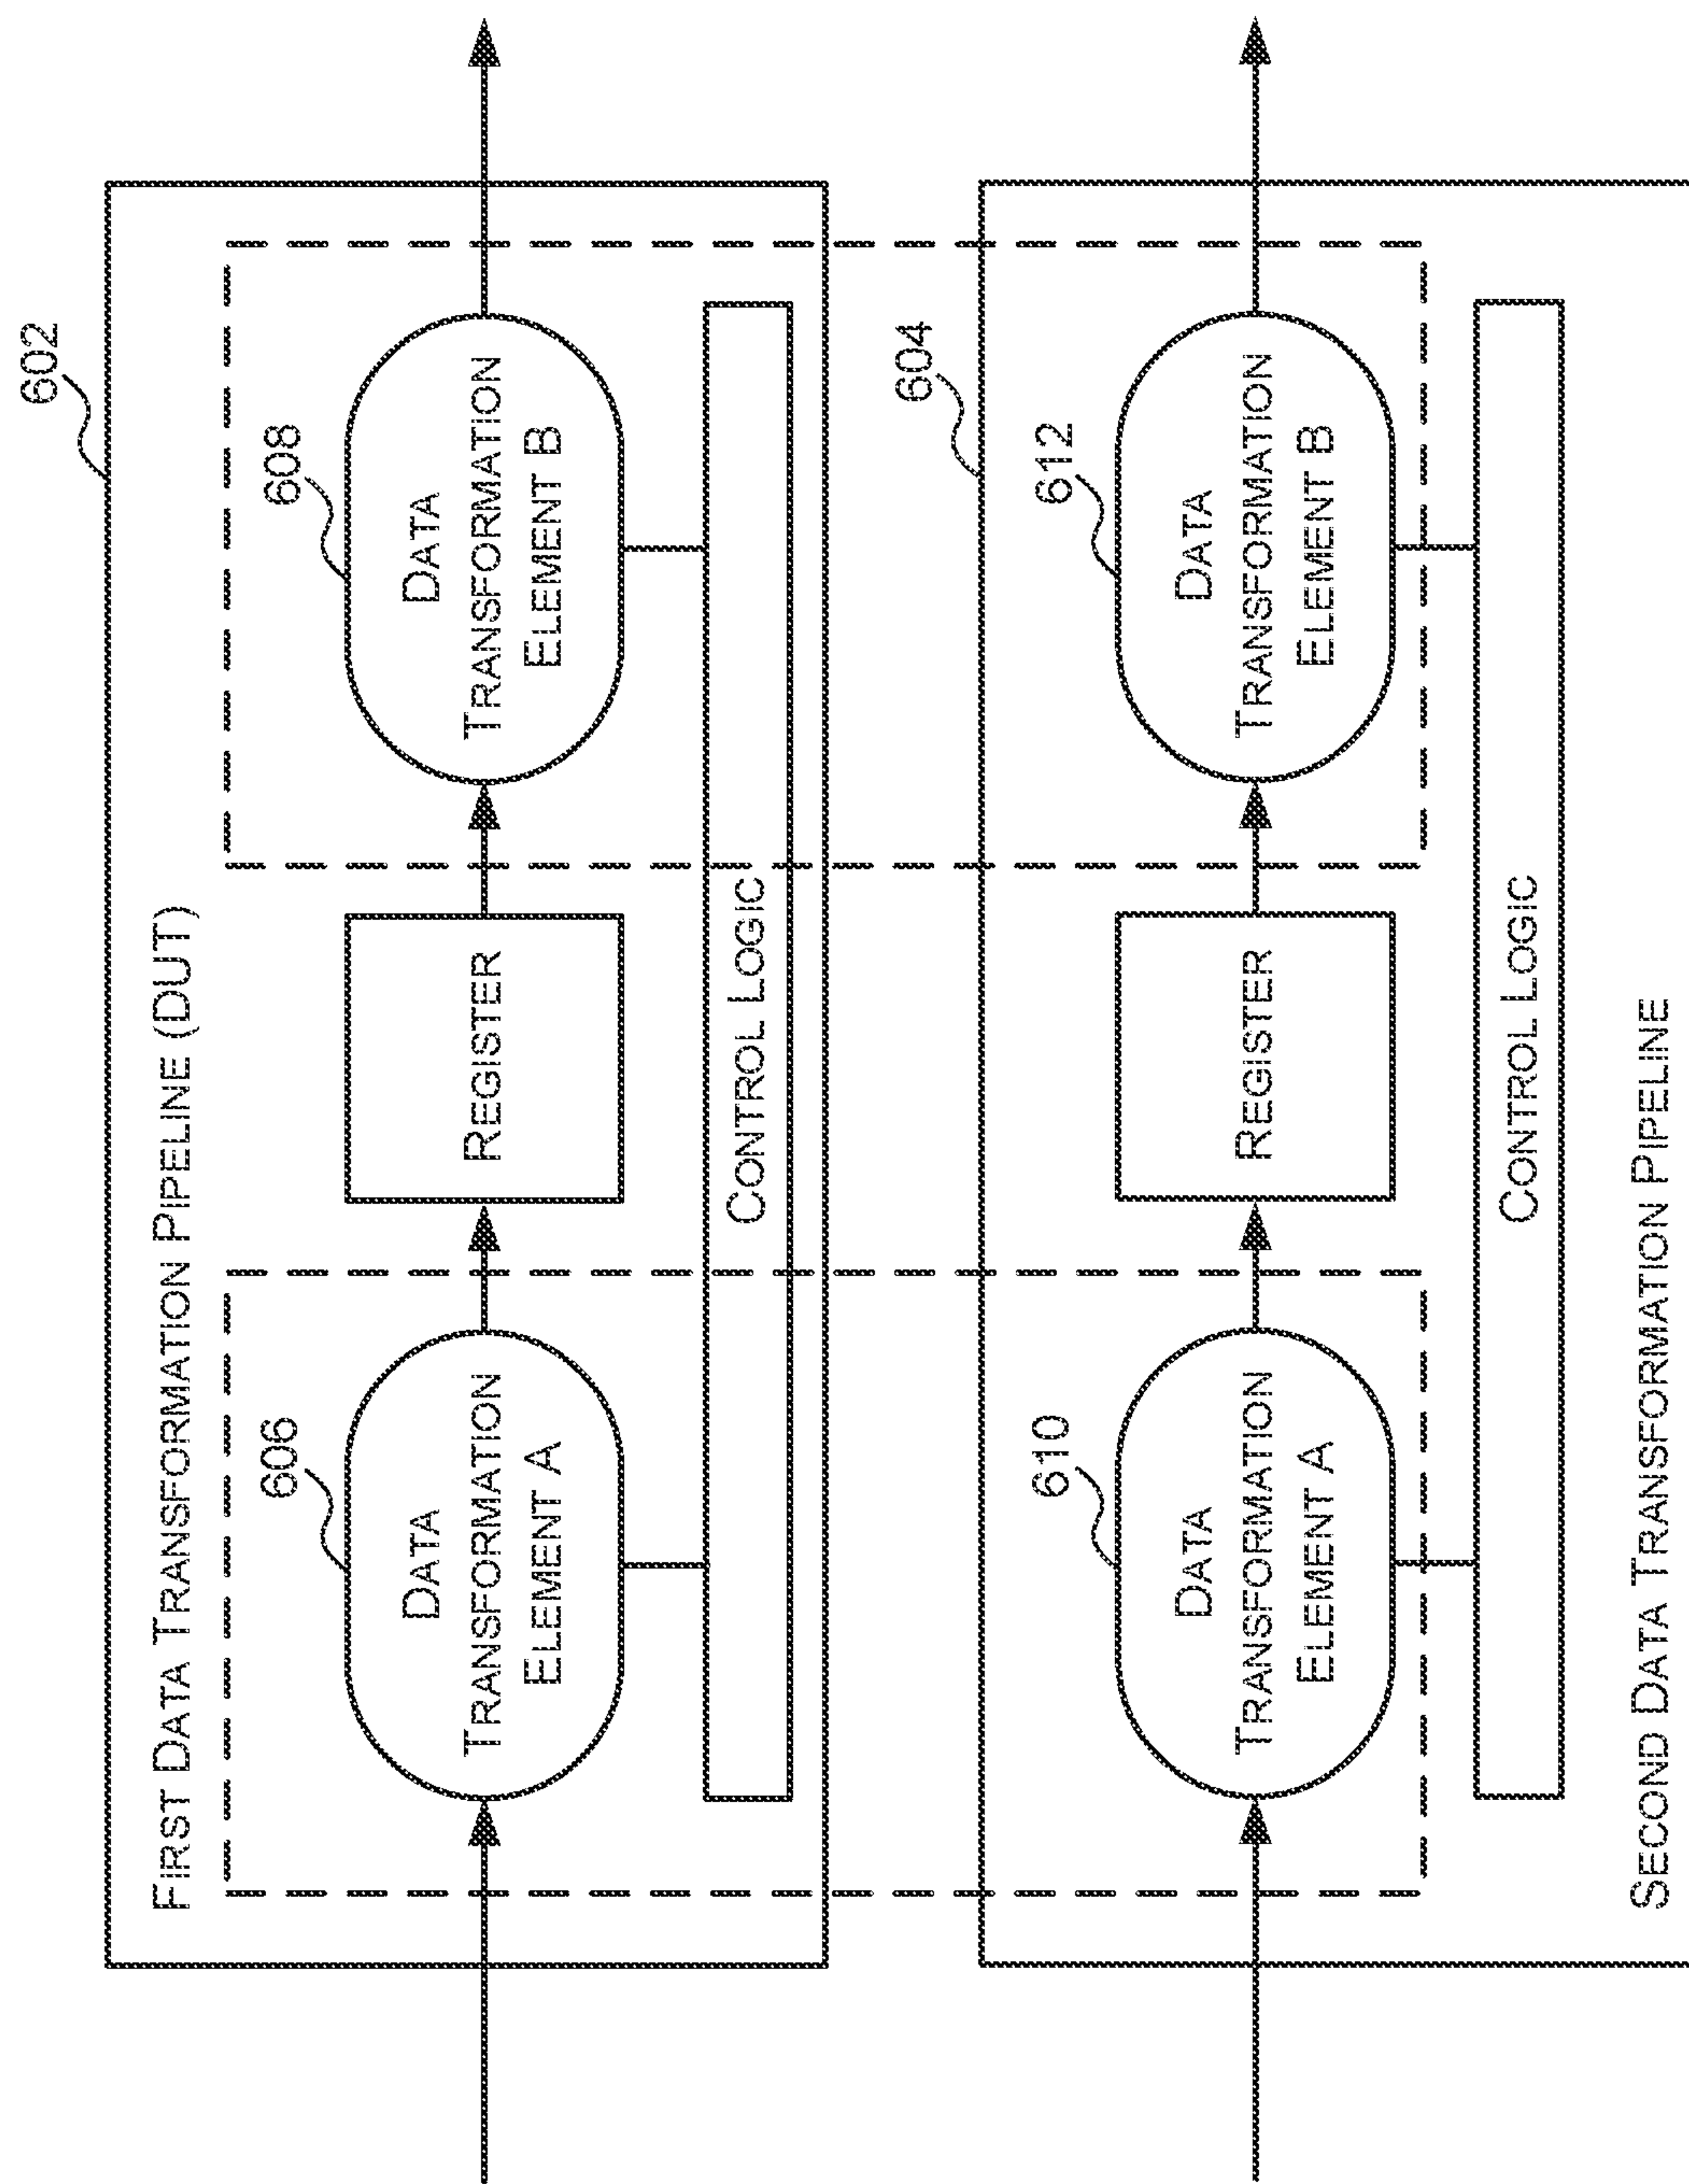 602
FIRST DATA TRANSFORMATION PIPELINE (DUT)
606
DATA
TRANSFORMATION
ELEMENT A
REGISTER
608
DATA
TRANSFORMATION
ELEMENT B
CONTROL LOGIC
604
610
DATA
TRANSFORMATION
ELEMENT A
REGISTER
612
DATA
TRANSFORMATION
ELEMENT B
CONTROL LOGIC
SECOND DATA TRANSFORMATION PIPELINE